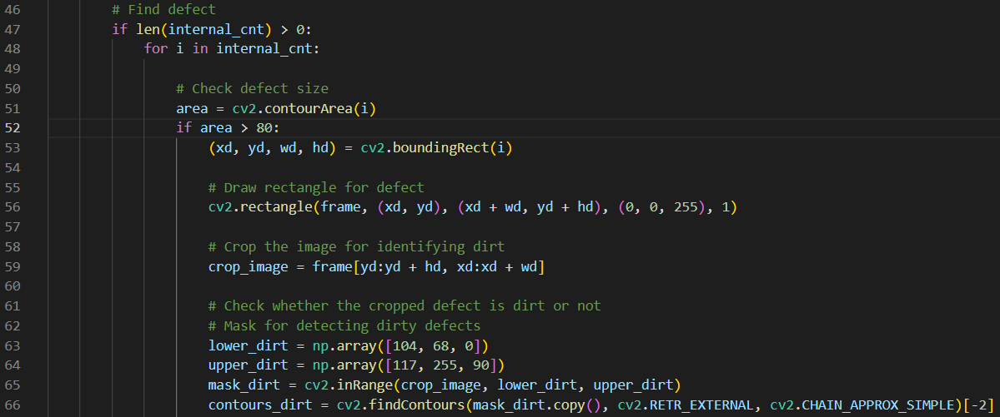 46 # Find defect
47 if len(internal_cnt) > 0:
48 for i in internal_cnt:
49
50 # Check defect size
51 area = cv2.contourArea(i)
52 if area > 80:
53 (xd, yd, wd, hd) = cv2.boundingRect(i)
54
55 # Draw rectangle for defect
56 cv2.rectangle(frame, (xd, yd), (xd + wd, yd + hd), (0, 0, 255), 1)
57
58 # Crop the image for identifying dirt
59 crop_image = frame[yd:yd + hd, xd:xd + wd]
60
61 # Check whether the cropped defect is dirt or not
62 # Mask for detecting dirty defects
63 lower_dirt = np.array([104, 68, 0])
64 upper_dirt = np.array([117, 255, 90])
65 mask_dirt = cv2.inRange(crop_image, lower_dirt, upper_dirt)
66 contours_dirt = cv2.findContours(mask_dirt.copy(), cv2.RETR_EXTERNAL, cv2.CHAIN_APPROX_SIMPLE)[-2]